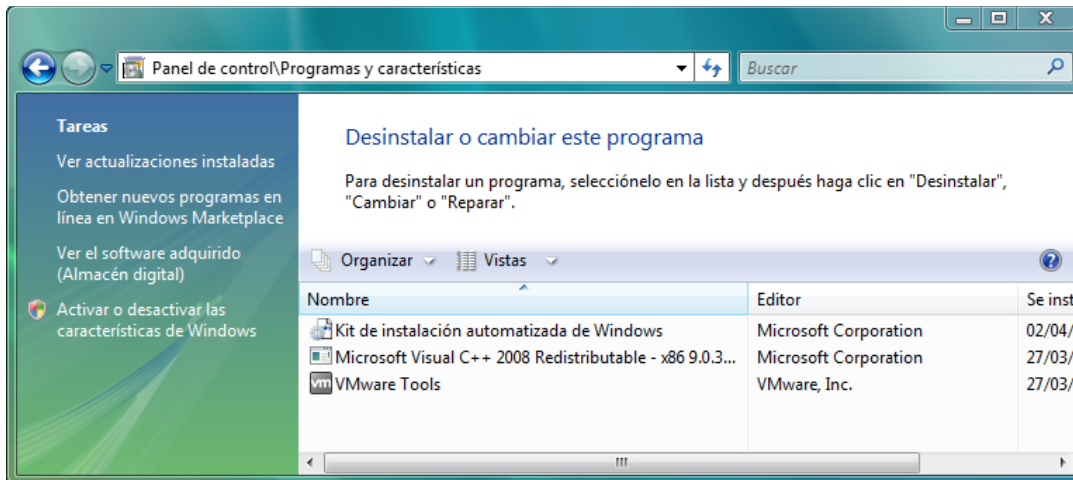 Panel de control\Programas y características
Buscar
Tareas
Ver actualizaciones instaladas
Obtener nuevos programas en
línea en Windows Marketplace
Ver el software adquirido
(Almacén digital)
Activar o desactivar las
características de Windows
Desinstalar o cambiar este programa
Para desinstalar un programa, selecciónelo en la lista y después haga clic en "Desinstalar",
"Cambiar" o "Reparar".
Organizar Vistas
Nombre Editor Se inst
Kit de instalación automatizada de Windows Microsoft Corporation 02/04/
Microsoft Visual C++ 2008 Redistributable - x86 9.0.3... Microsoft Corporation 27/03/
vm VMware Tools VMware, Inc. 27/03/